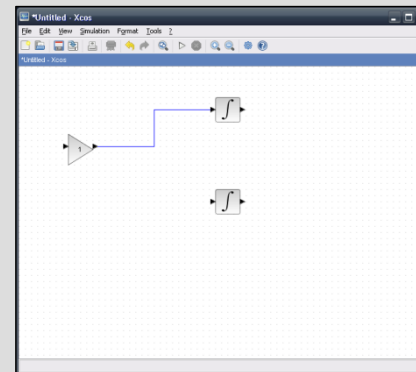 *Untitled - Xcos
File Edit View Simulation Format Tools ?
*Untitled - Xcos
1